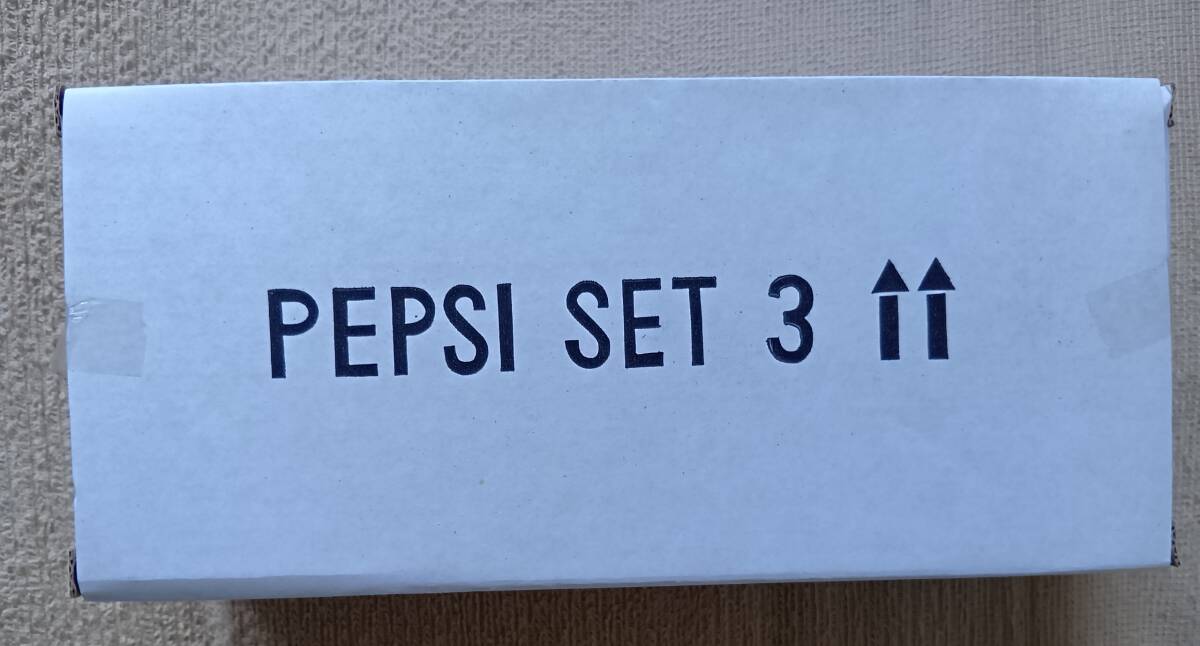 PEPSI SET 3 ⬆⬆